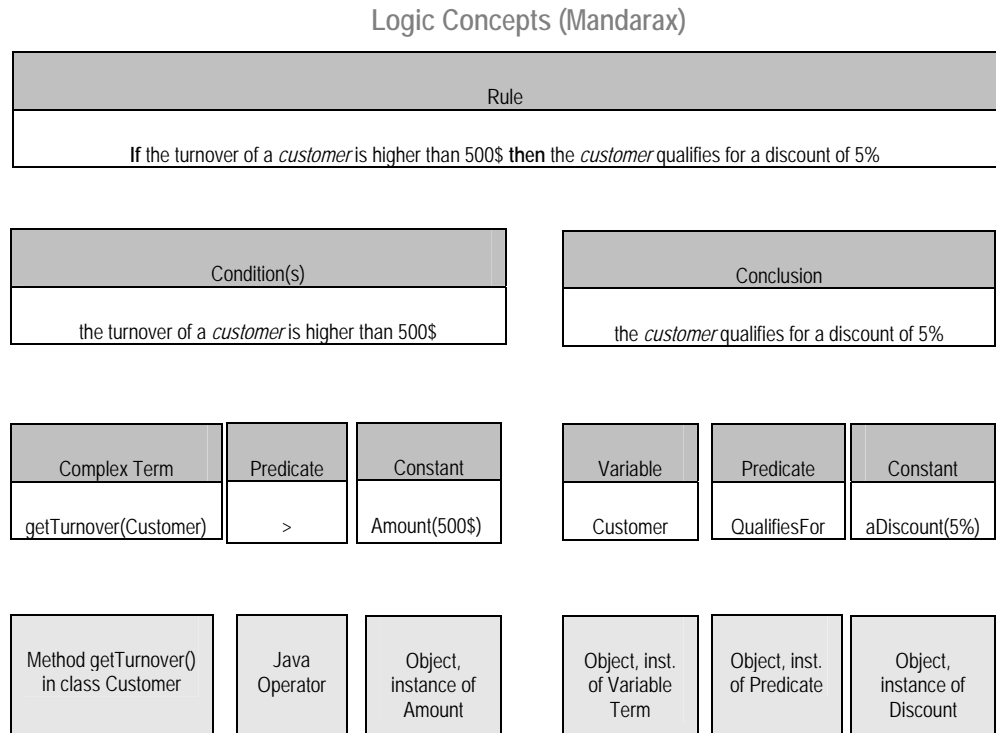 Logic Concepts (Mandarax)
Rule
If the turnover of a customer is higher than 500$ then the customer qualifies for a discount of 5%
Condition(s)
the turnover of a customer is higher than 500$
Conclusion
the customer qualifies for a discount of 5%
Complex Term
getTurnover(Customer)
Predicate
>
Constant
Amount(500$)
Variable
Customer
Predicate
QualifiesFor
Constant
aDiscount(5%)
Method getTurnover()
in class Customer
Java
Operator
Object,
instance of
Amount
Object, inst.
of Variable
Term
Object, inst.
of Predicate
Object,
instance of
Discount